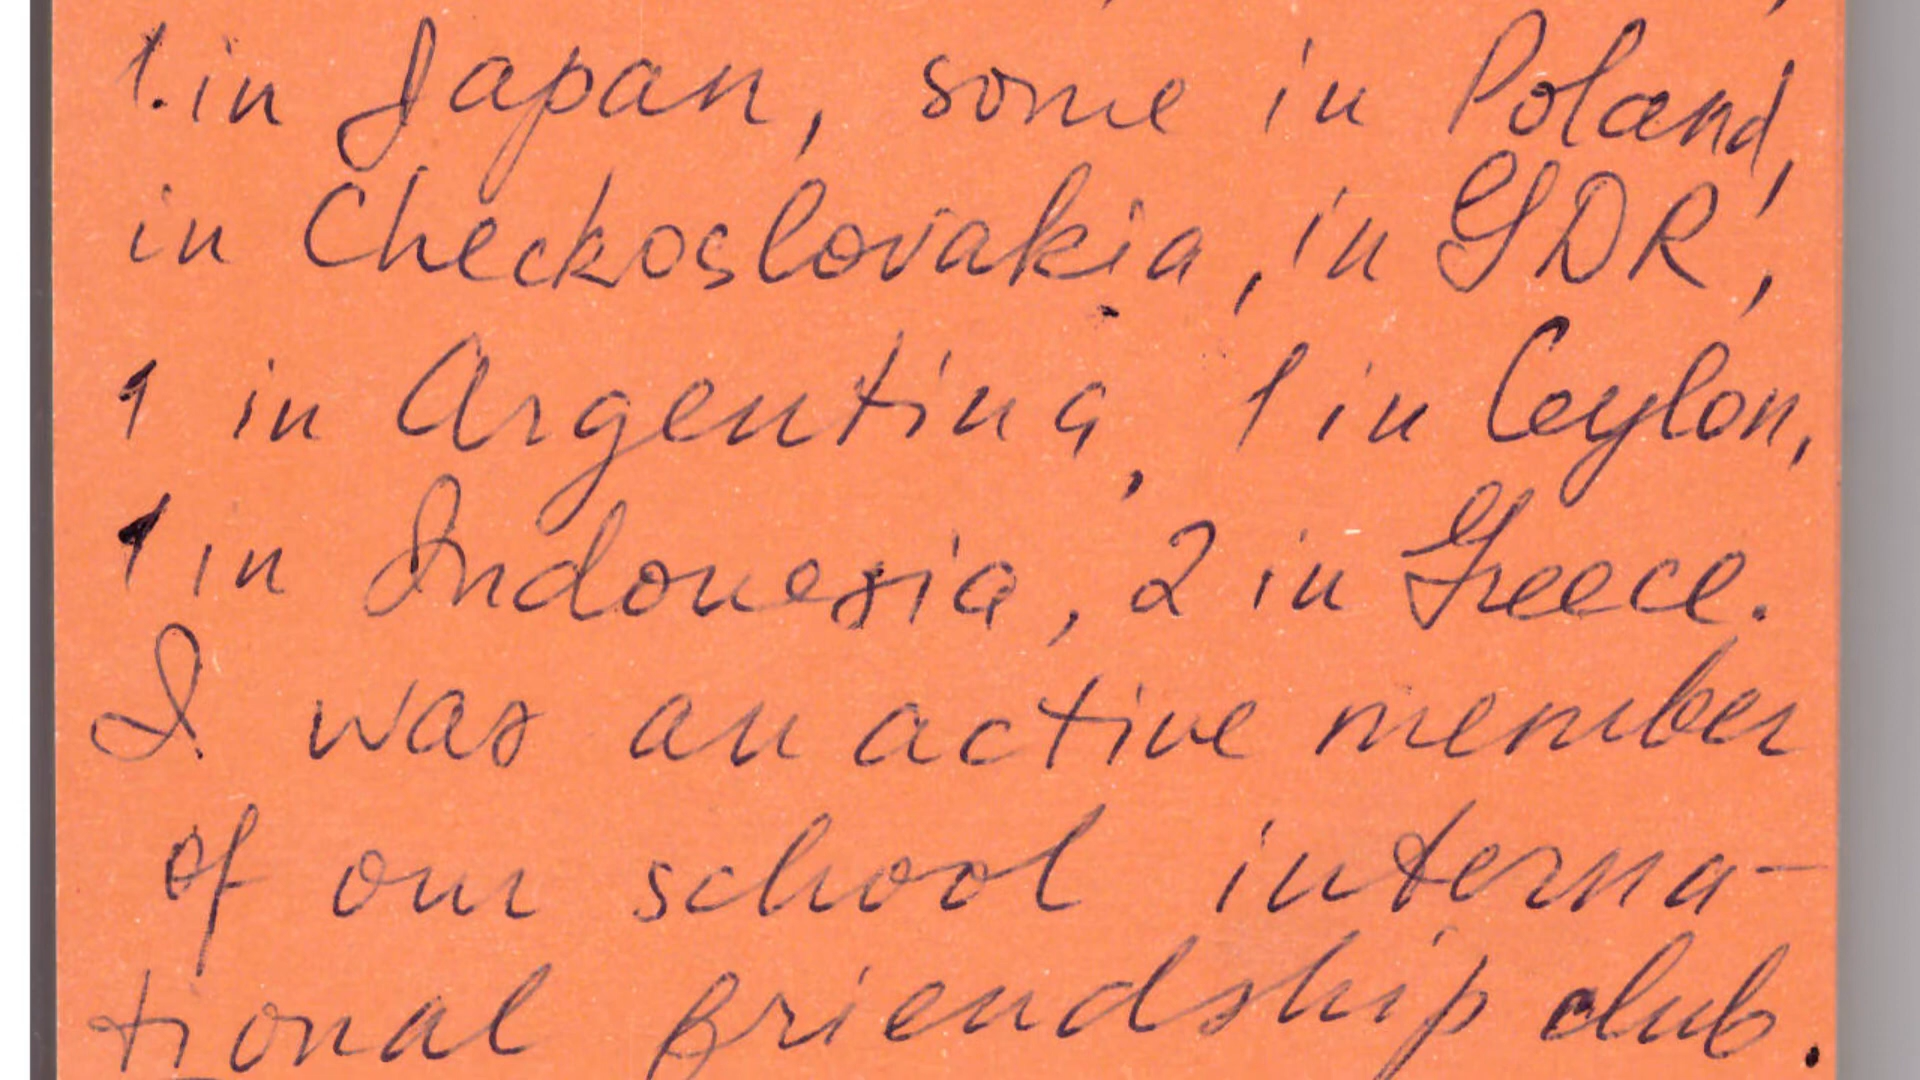 1 in Japan, some in Poland,
in Checkoslovakia, in GDR,
1 in Argentina, 1 in Ceylon,
1 in Indonesia, 2 in Greece.
I was an active member
of our school interna-
tional friendship club.